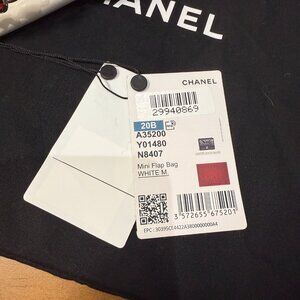 CHANEL
CHANEL
29940869
20B
A35200
Y01480
N8407
Mini Flap Bag
WHITE M.
3 572655 675201